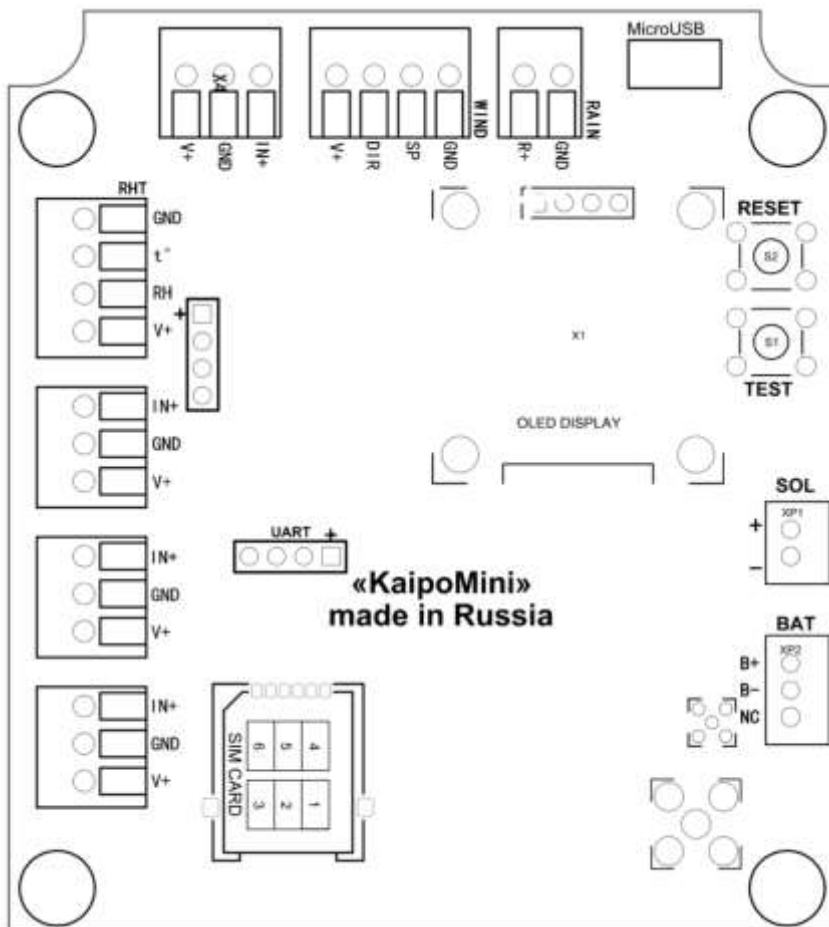 MicroUSB
X4
V+
GND
IN+
V+
DIR
SP
GND
WIND
R+
GND
RAIN
RHT
GND
t°
RH
V+
+
RESET
S2
S1
TEST
X1
OLED DISPLAY
IN+
GND
V+
SOL
XP1
+
−
UART +
IN+
GND
V+
«KaipoMini»
made in Russia
BAT
XP2
B+
B-
NC
IN+
GND
V+
SIM CARD
6 5 4
3 2 1